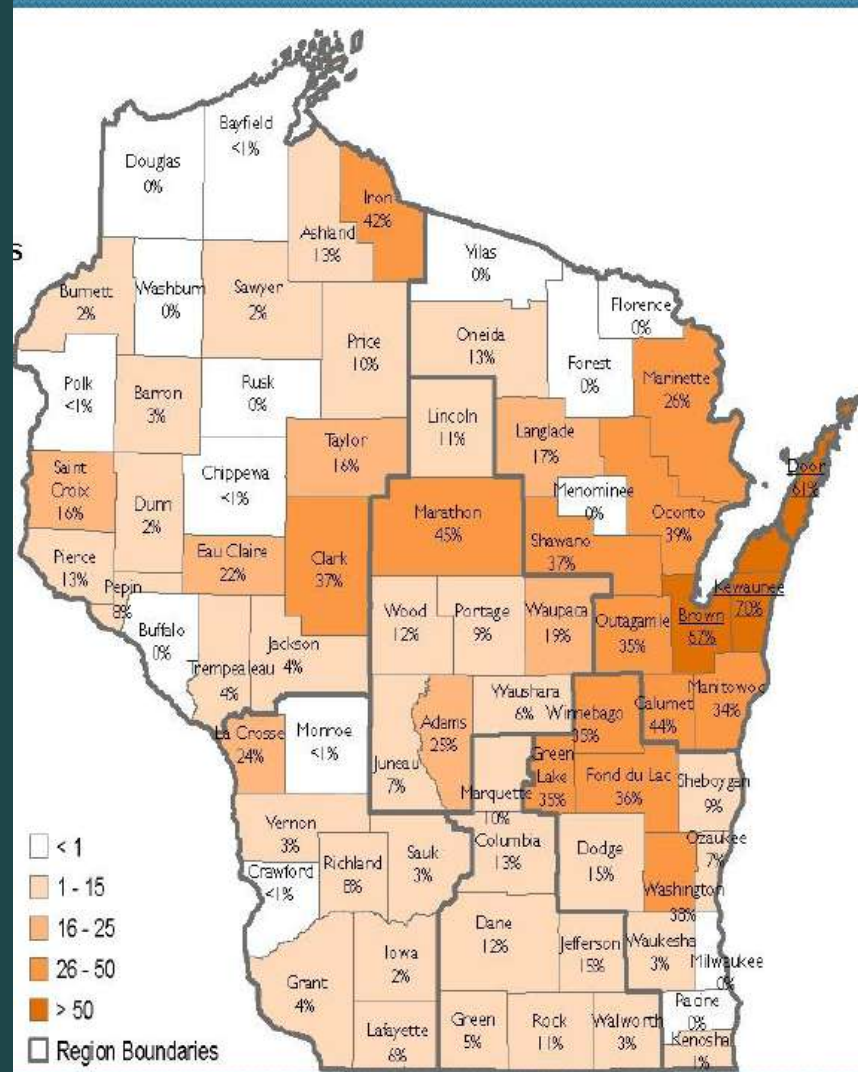 Bayfield
<1%
Douglas
0%
Iron
42%
Ashland
13%
Vilas
0%
s
Burnett
2%
Washburn
0%
Sawyer
2%
Florence
0%
Price
10%
Oneida
13%
Forest
0%
Polk
<1%
Barron
3%
Rusk
0%
Marinette
26%
Lincoln
11%
Taylor
16%
Langlade
17%
Saint
Croix
16%
Chippewa
<1%
Door
61%
Dunn
2%
Menominee
0%
Oconto
39%
Marathon
45%
Shawano
37%
Pierce
13%
Eau Claire
22%
Clark
37%
Pepin
8%
Kewaunee
70%
Buffalo
0%
Wood
12%
Portage
9%
Waupaca
19%
Outagamie
35%
Brown
67%
Jackson
4%
Trempealeau
4%
Waushara
6%
Winnebago
35%
Calumet
44%
Manitowoc
34%
La Crosse
24%
Monroe
<1%
Juneau
7%
Adams
25%
Marquette
10%
Green
Lake
35%
Fond du Lac
36%
Sheboygan
9%
Vernon
3%
Richland
8%
Sauk
3%
Columbia
13%
Dodge
15%
Ozaukee
7%
Washington
38%
Crawford
<1%
Dane
12%
Jefferson
15%
Waukesha
3%
Milwaukee
0%
Iowa
2%
Grant
4%
Lafayette
6%
Green
5%
Rock
11%
Walworth
3%
Racine
0%
Kenosha
1%
< 1
1 - 15
16 - 25
26 - 50
> 50
Region Boundaries